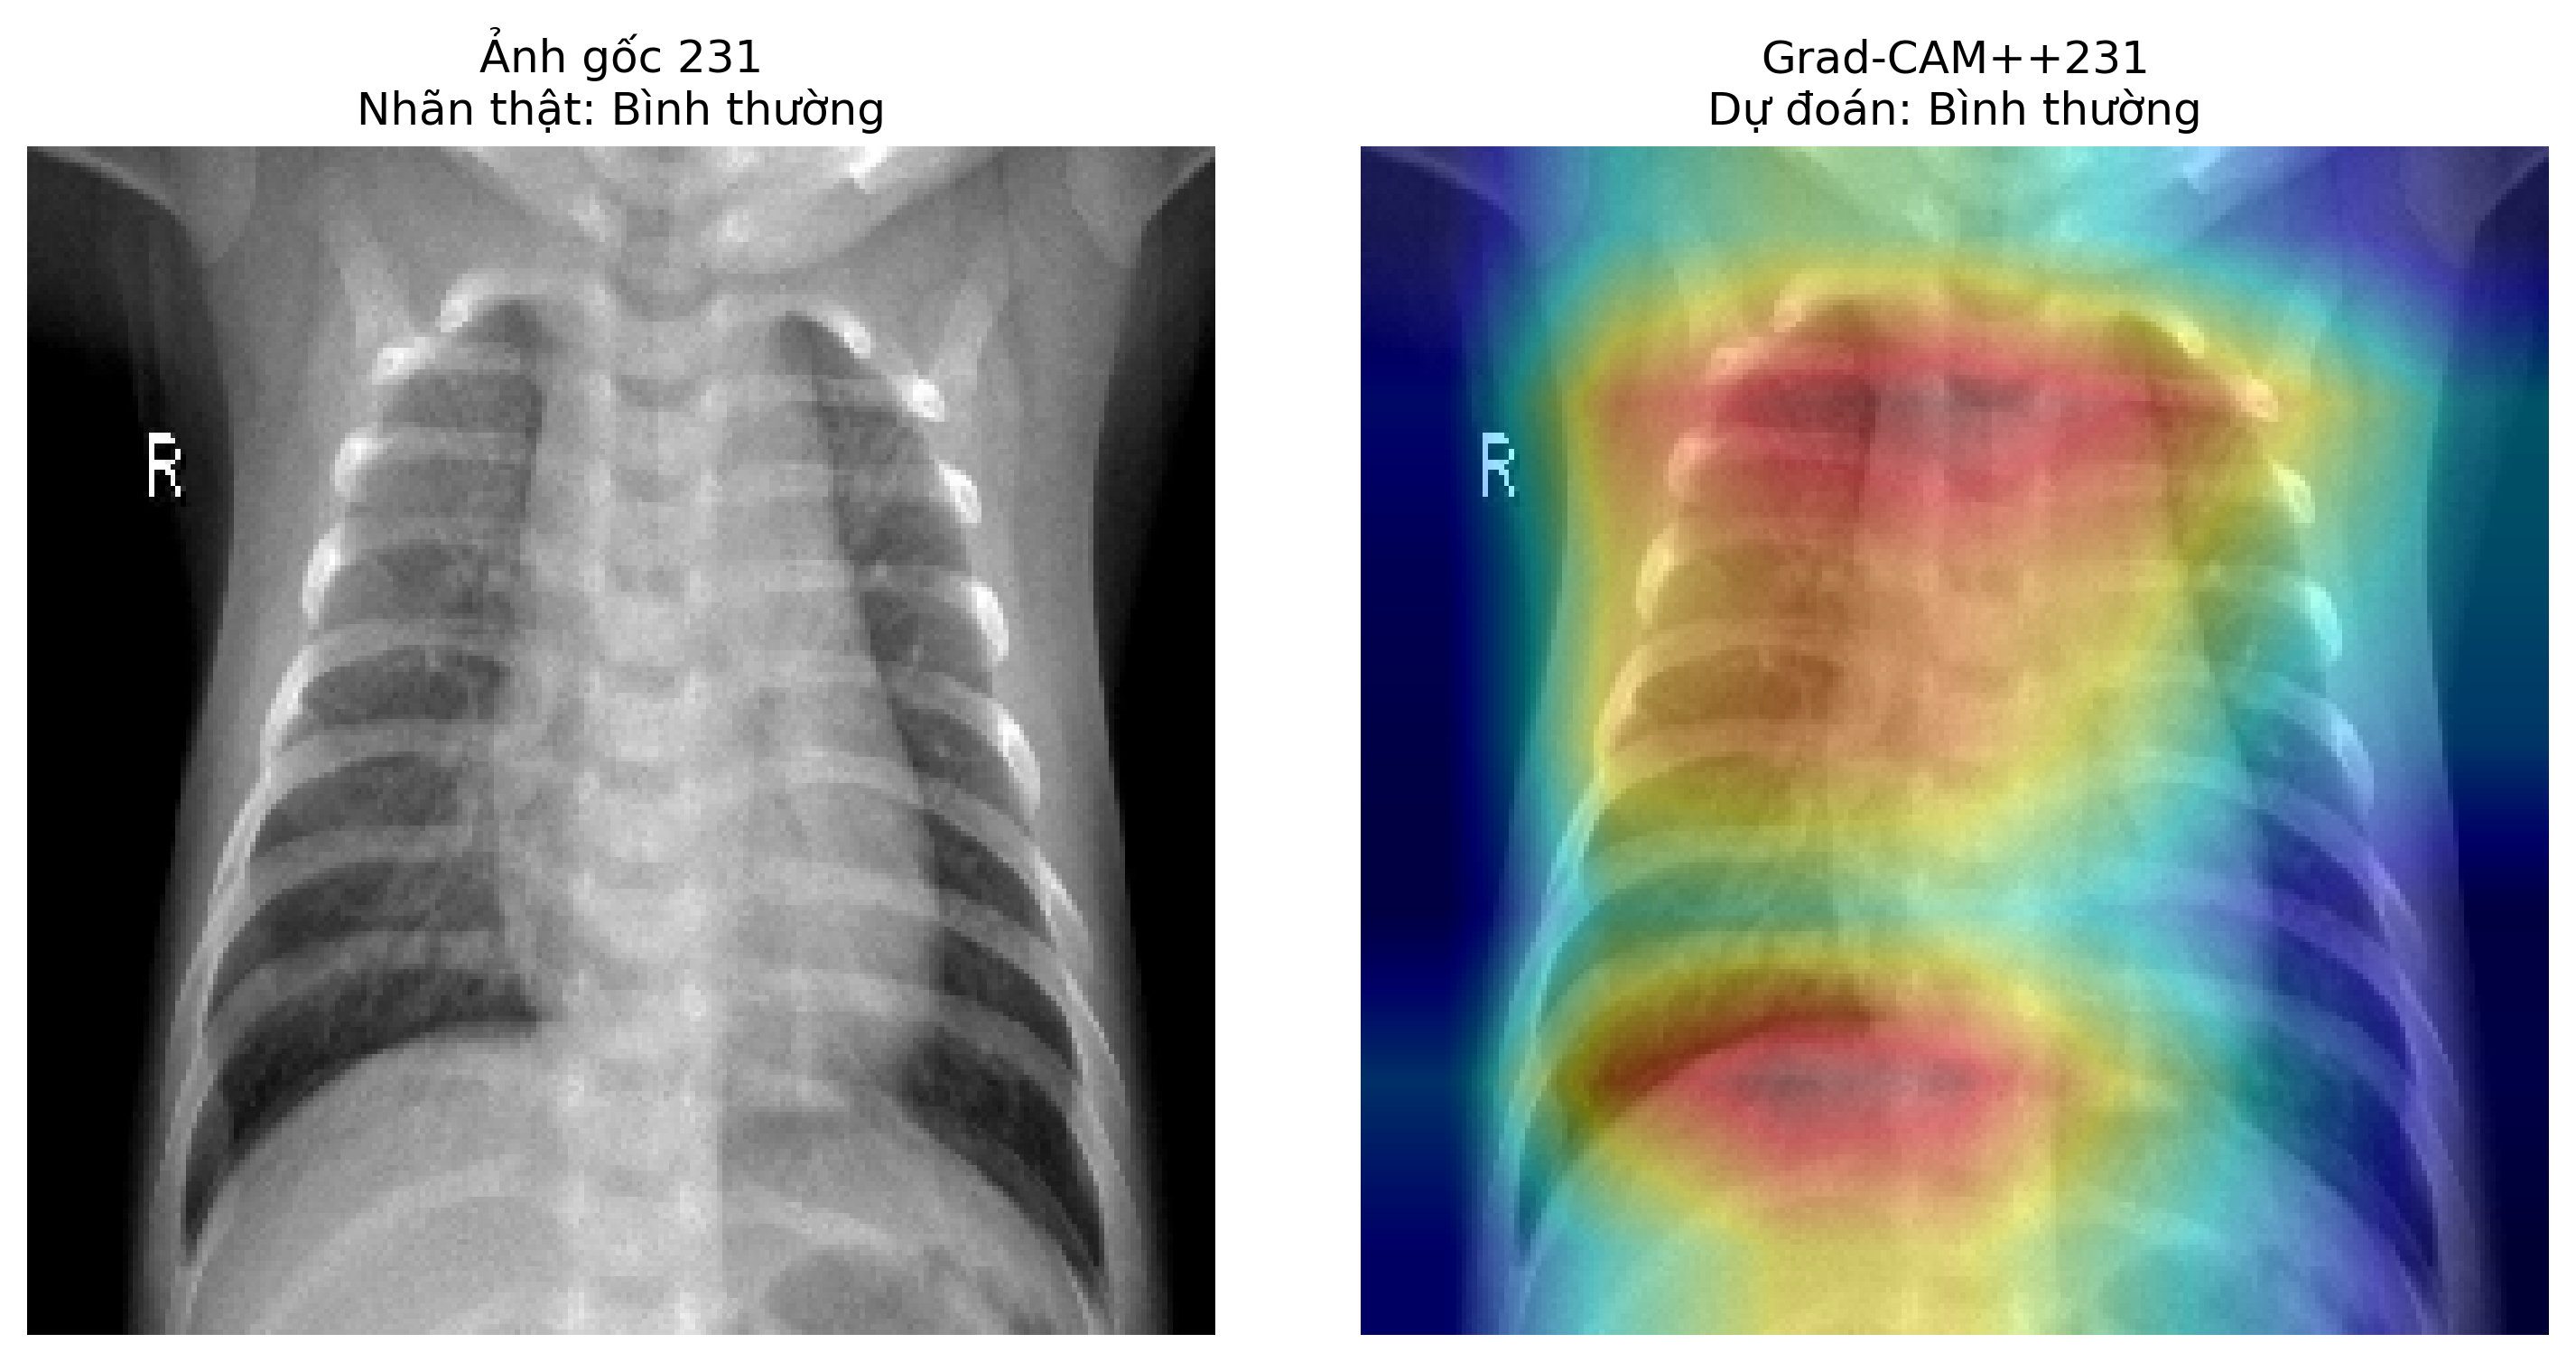 Ảnh gốc 231
Nhãn thật: Bình thường
Grad-CAM++231
Dự đoán: Bình thường
R
R